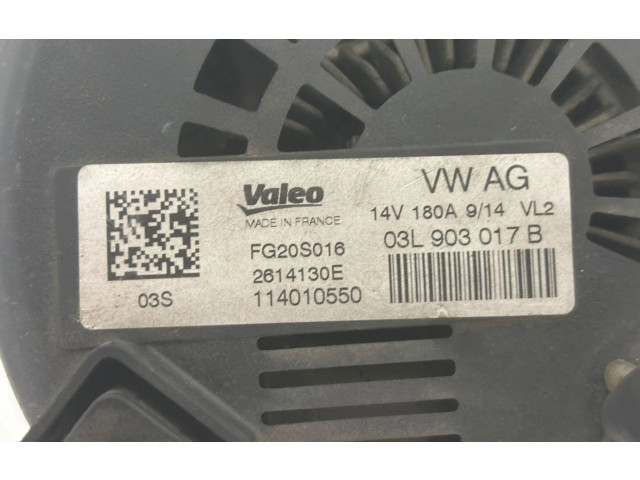 Valeo
MADE IN FRANCE
FG20S016
2614130E
114010550
03S
VW AG
14V 180A 9/14 VL2
03L 903 017 B